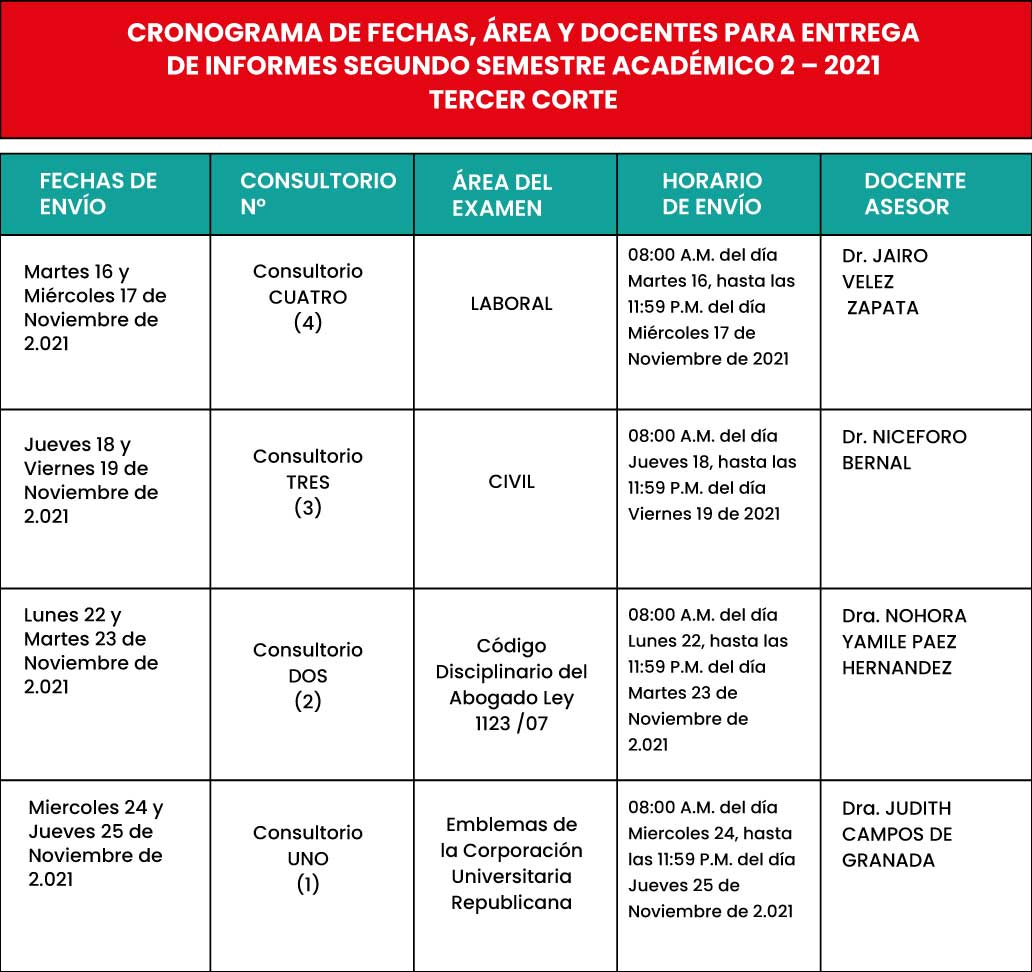 CRONOGRAMA DE FECHAS, ÁREA Y DOCENTES PARA ENTREGA
DE INFORMES SEGUNDO SEMESTRE ACADÉMICO 2 – 2021
TERCER CORTE
FECHAS DE
ENVÍO
CONSULTORIO
Nº
ÁREA DEL
EXAMEN
HORARIO
DE ENVÍO
DOCENTE
ASESOR
Martes 16 y
Miércoles 17 de
Noviembre de
2.021
Consultorio
CUATRO
(4)
LABORAL
08:00 A.M. del día
Martes 16, hasta las
11:59 P.M. del día
Miércoles 17 de
Noviembre de 2021
Dr. JAIRO
VELEZ
ZAPATA
Jueves 18 y
Viernes 19 de
Noviembre de
2.021
Consultorio
TRES
(3)
CIVIL
08:00 A.M. del día
Jueves 18, hasta las
11:59 P.M. del día
Viernes 19 de 2021
Dr. NICEFORO
BERNAL
Lunes 22 y
Martes 23 de
Noviembre de
2.021
Consultorio
DOS
(2)
Código
Disciplinario del
Abogado Ley
1123 /07
08:00 A.M. del día
Lunes 22, hasta las
11:59 P.M. del día
Martes 23 de
Noviembre de
2.021
Dra. NOHORA
YAMILE PAEZ
HERNANDEZ
Miercoles 24 y
Jueves 25 de
Noviembre de
2.021
Consultorio
UNO
(1)
Emblemas de
la Corporación
Universitaria
Republicana
08:00 A.M. del día
Miercoles 24, hasta
las 11:59 P.M. del día
Jueves 25 de
Noviembre de 2.021
Dra. JUDITH
CAMPOS DE
GRANADA